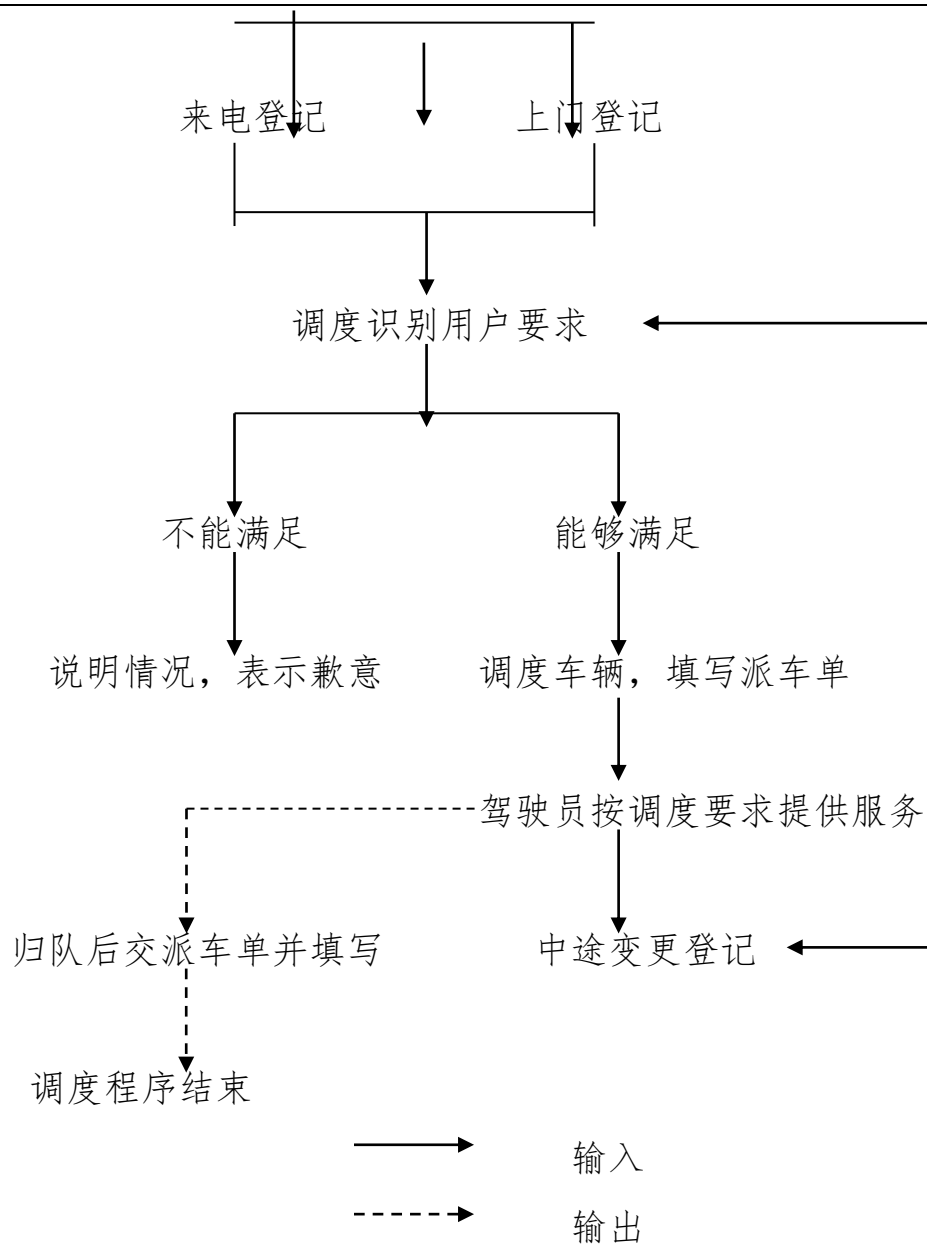 来电登记
上门登记
调度识别用户要求
不能满足
能够满足
说明情况，表示歉意
调度车辆，填写派车单
驾驶员按调度要求提供服务
归队后交派车单并填写
中途变更登记
调度程序结束
输入
输出